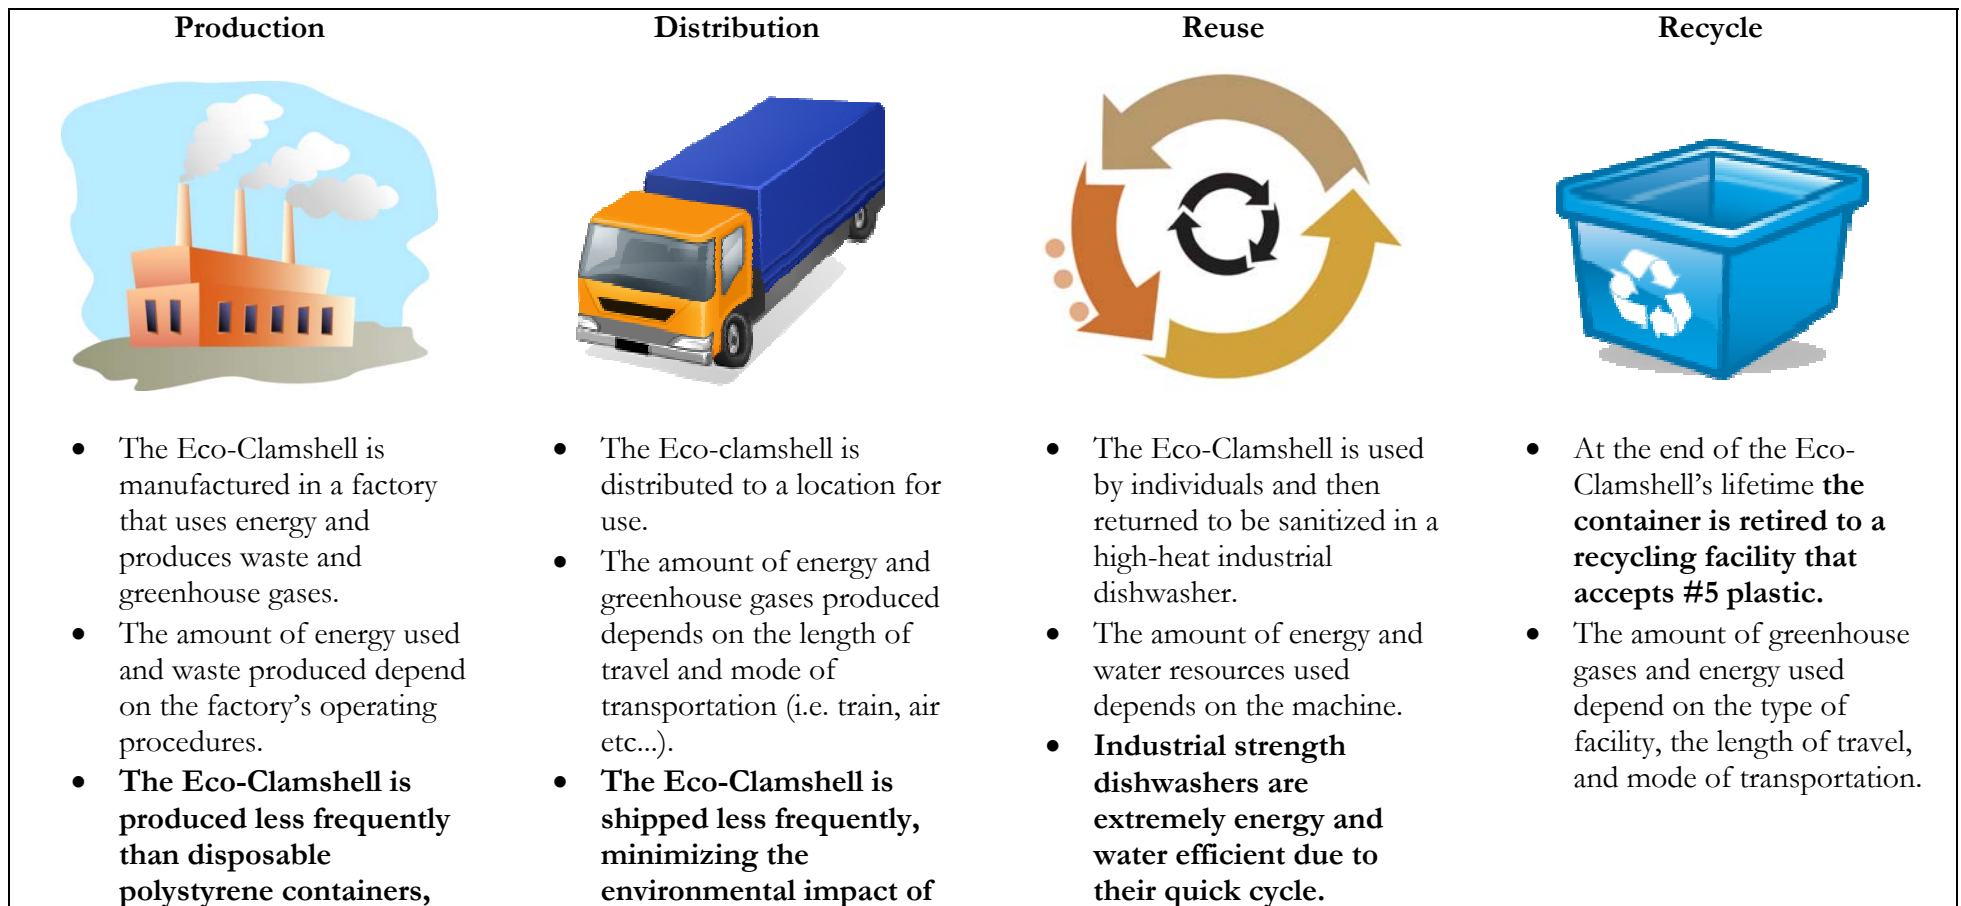 Production
Distribution
Reuse
Recycle
• The Eco-Clamshell is
manufactured in a factory
that uses energy and
produces waste and
greenhouse gases.
• The amount of energy used
and waste produced depend
on the factory’s operating
procedures.
• The Eco-Clamshell is
produced less frequently
than disposable
polystyrene containers,
• The Eco-clamshell is
distributed to a location for
use.
• The amount of energy and
greenhouse gases produced
depends on the length of
travel and mode of
transportation (i.e. train, air
etc...).
• The Eco-Clamshell is
shipped less frequently,
minimizing the
environmental impact of
• The Eco-Clamshell is used
by individuals and then
returned to be sanitized in a
high-heat industrial
dishwasher.
• The amount of energy and
water resources used
depends on the machine.
• Industrial strength
dishwashers are
extremely energy and
water efficient due to
their quick cycle.
• At the end of the Eco-
Clamshell’s lifetime the
container is retired to a
recycling facility that
accepts #5 plastic.
• The amount of greenhouse
gases and energy used
depend on the type of
facility, the length of travel,
and mode of transportation.